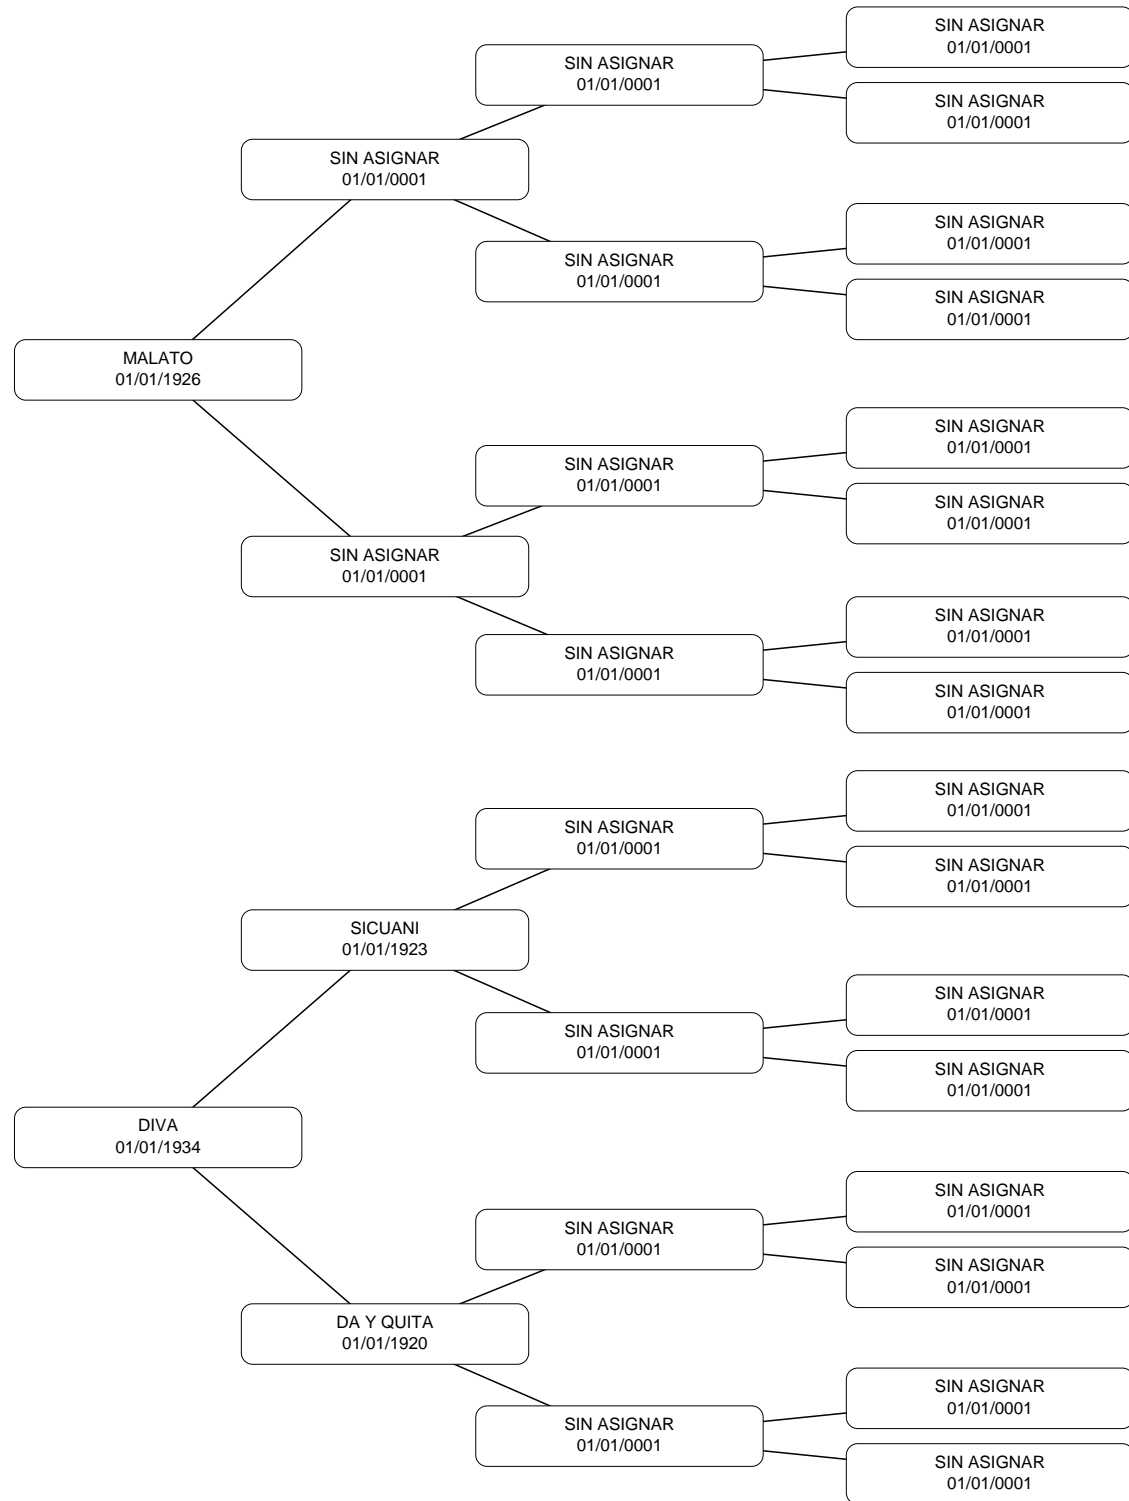 SIN ASIGNAR
01/01/0001
SIN ASIGNAR
01/01/0001
SIN ASIGNAR
01/01/0001
SIN ASIGNAR
01/01/0001
SIN ASIGNAR
01/01/0001
SIN ASIGNAR
01/01/0001
SIN ASIGNAR
01/01/0001
MALATO
01/01/1926
SIN ASIGNAR
01/01/0001
SIN ASIGNAR
01/01/0001
SIN ASIGNAR
01/01/0001
SIN ASIGNAR
01/01/0001
SIN ASIGNAR
01/01/0001
SIN ASIGNAR
01/01/0001
SIN ASIGNAR
01/01/0001
SIN ASIGNAR
01/01/0001
SIN ASIGNAR
01/01/0001
SIN ASIGNAR
01/01/0001
SICUANI
01/01/1923
SIN ASIGNAR
01/01/0001
SIN ASIGNAR
01/01/0001
SIN ASIGNAR
01/01/0001
DIVA
01/01/1934
SIN ASIGNAR
01/01/0001
SIN ASIGNAR
01/01/0001
SIN ASIGNAR
01/01/0001
DA Y QUITA
01/01/1920
SIN ASIGNAR
01/01/0001
SIN ASIGNAR
01/01/0001
SIN ASIGNAR
01/01/0001